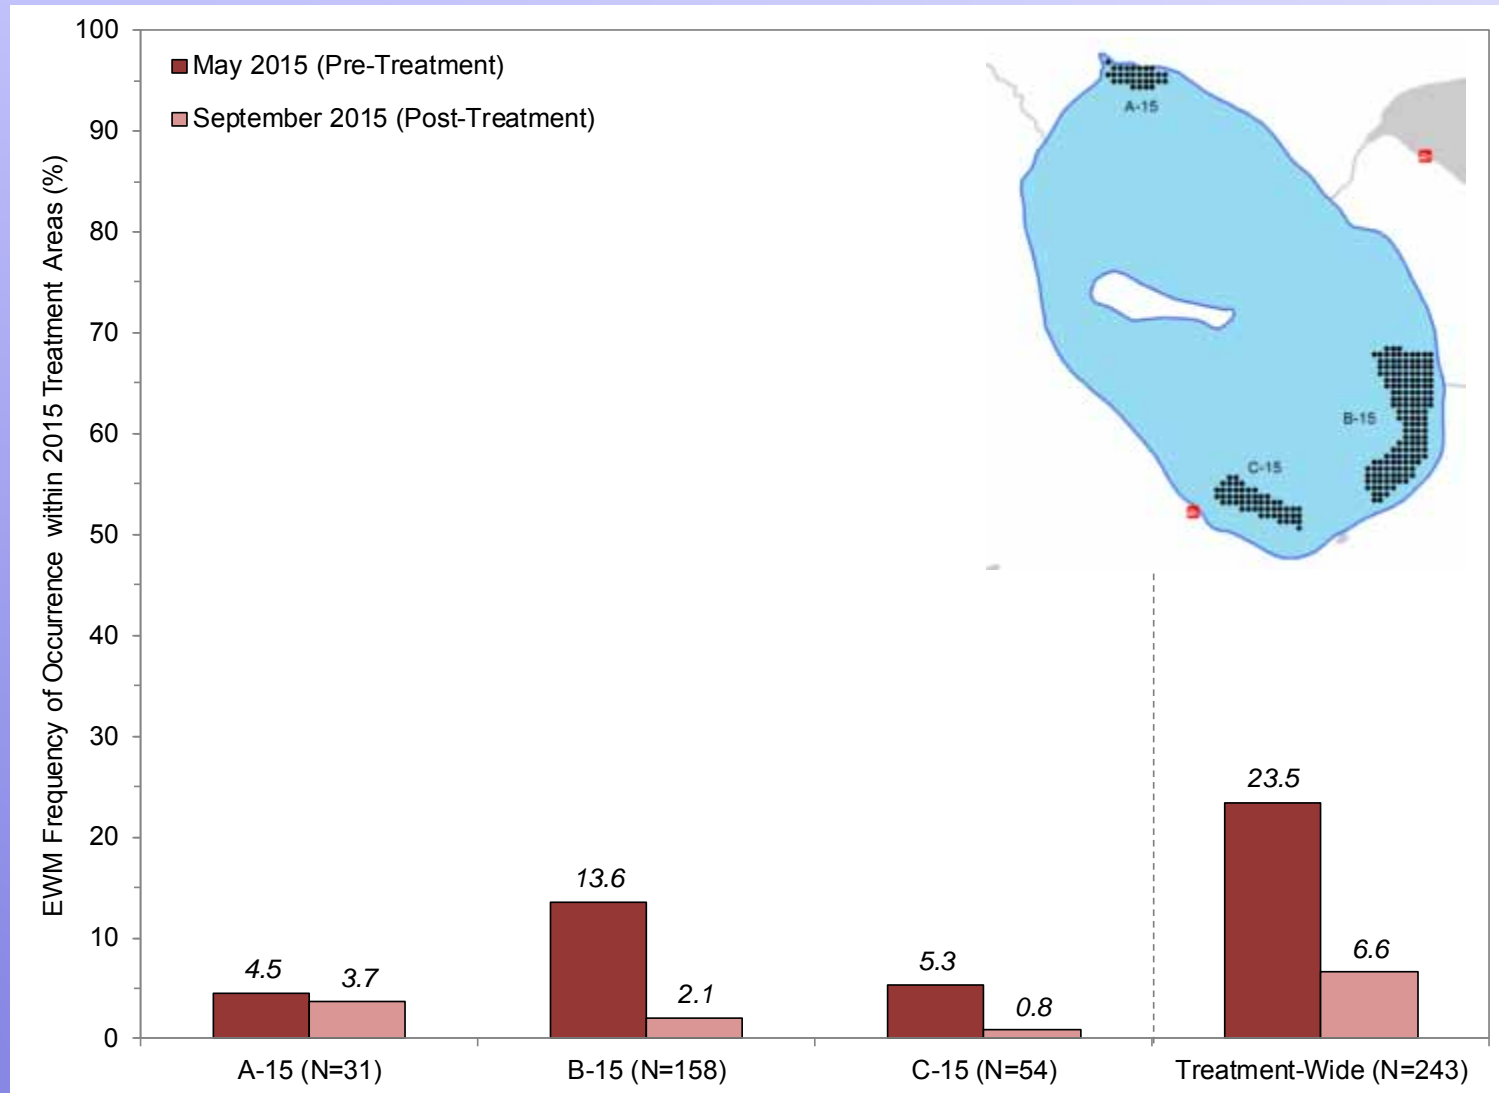 EWM Frequency of Occurrence within 2015 Treatment Areas (%)
100
90
80
70
60
50
40
30
20
10
0
May 2015 (Pre-Treatment)
September 2015 (Post-Treatment)
A-15
B-15
C-15
4.5
3.7
13.6
2.1
5.3
0.8
23.5
6.6
A-15 (N=31)
B-15 (N=158)
C-15 (N=54)
Treatment-Wide (N=243)